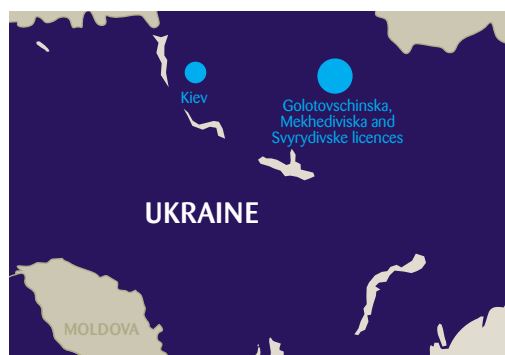 Kiev
Golotovschinska,
Mekhediviska and
Svyrydivske licences
UKRAINE
MOLDOVA